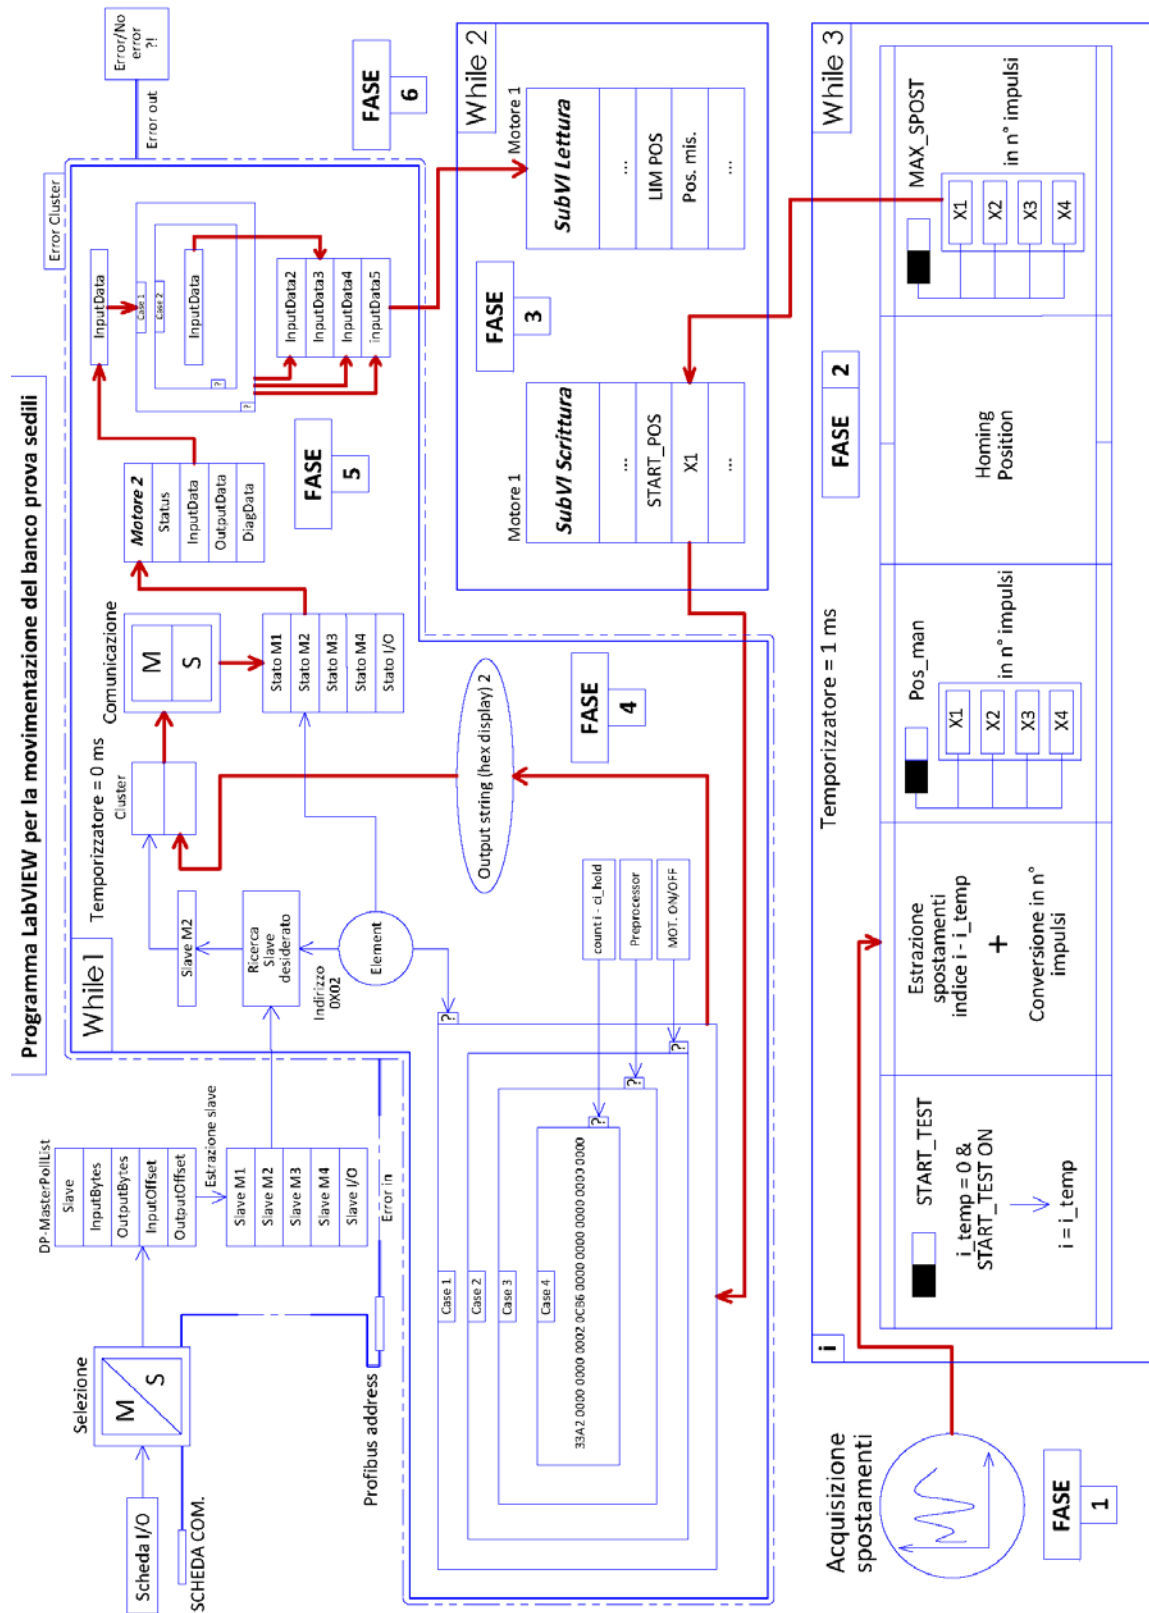 Programma LabVIEW per la movimentazione del banco prova sedili
Scheda I/O
SCHEDA COM.
Selezione
M
S
Profibus address
DP-MasterPollList
Slave
InputBytes
OutputBytes
InputOffset
OutputOffset
Estrazione slave
Slave M1
Slave M2
Slave M3
Slave M4
Slave I/O
Error in
While1
Temporizzatore = 0 ms
Slave M2
Ricerca
Slave
desiderato
Indirizzo
0X02
Element
Cluster
Comunicazione
M
S
Stato M1
Stato M2
Stato M3
Stato M4
Stato I/O
Motore 2
Status
InputData
OutputData
DiagData
FASE
5
InputData
Case 1
Case 2
InputData
?
?
InputData2
InputData3
InputData4
inputData5
Error Cluster
Error out
Error/No
error
?!
FASE
6
Case 1
Case 2
Case 3
Case 4
33A2 0000 0000 0002 0CB6 0000 0000 0000 0000 0000
?
?
?
?
count i - ci_hold
Preprocessor
MOT. ON/OFF
Output string (hex display) 2
FASE
4
While 2
Motore 1
SubVI Scrittura
...
START_POS
X1
...
FASE
3
Motore 1
SubVI Lettura
...
LIM POS
Pos. mis.
...
Acquisizione
spostamenti
FASE
1
While 3
Temporizzatore = 1 ms
FASE 2
i
START_TEST
i_temp = 0 &
START_TEST ON
i = i_temp
Estrazione
spostamenti
indice i - i_temp
+
Conversione in n°
impulsi
Pos_man
X1
X2
X3
X4
in n° impulsi
Homing
Position
MAX_SPOST
X1
X2
X3
X4
in n° impulsi